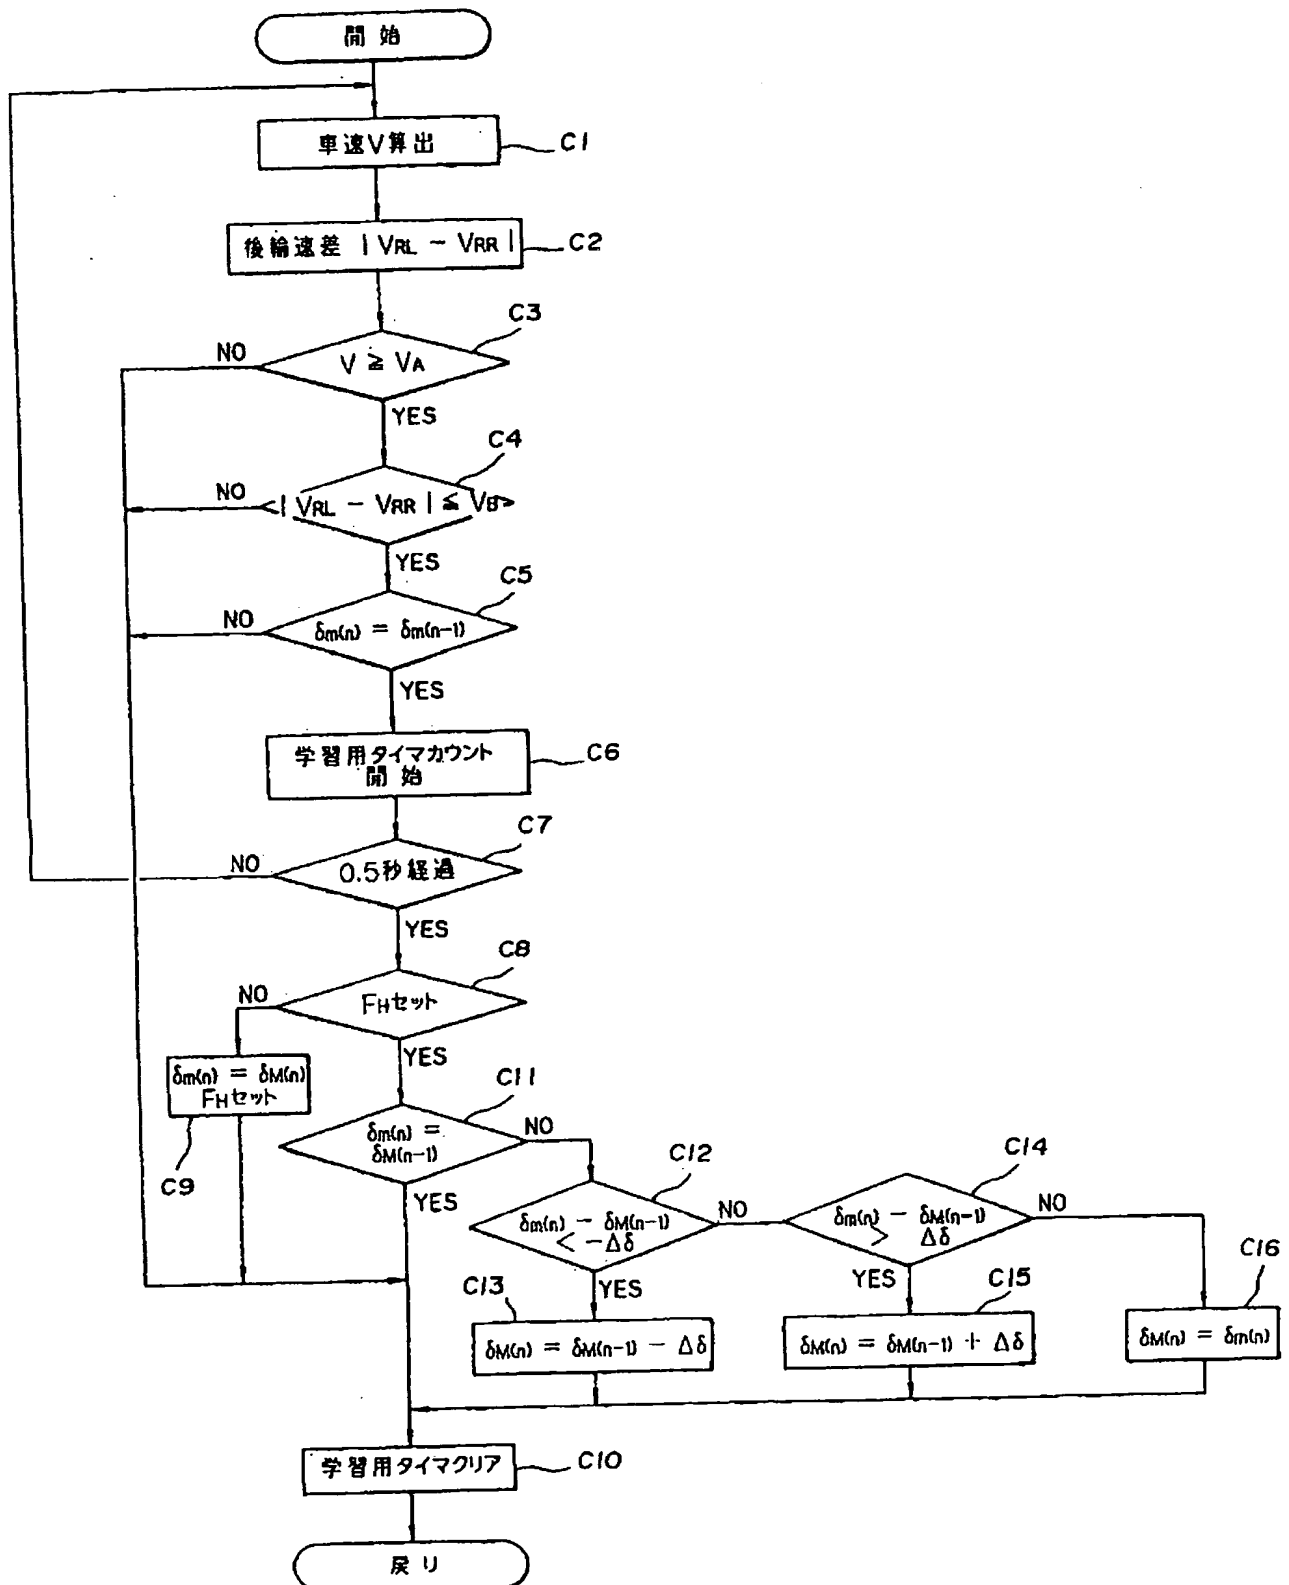 開始
車速V算出
C1
後輪速差 |VRL - VRR|
C2
C3
V ≧ VA
NO
YES
C4
|VRL - VRR| ≦ VB
NO
YES
C5
δm(n) = δm(n-1)
NO
YES
学習用タイマカウント
開始
C6
C7
0.5秒経過
NO
YES
C8
FHセット
NO
YES
δm(n) = δM(n)
FHセット
C9
C11
δm(n) =
δM(n-1)
NO
YES
C12
δm(n) - δM(n-1)
< -Δδ
NO
YES
C14
δm(n) - δM(n-1)
> Δδ
NO
YES
C13
δM(n) = δM(n-1) - Δδ
C15
δM(n) = δM(n-1) + Δδ
C16
δM(n) = δm(n)
学習用タイマクリア
C10
戻り